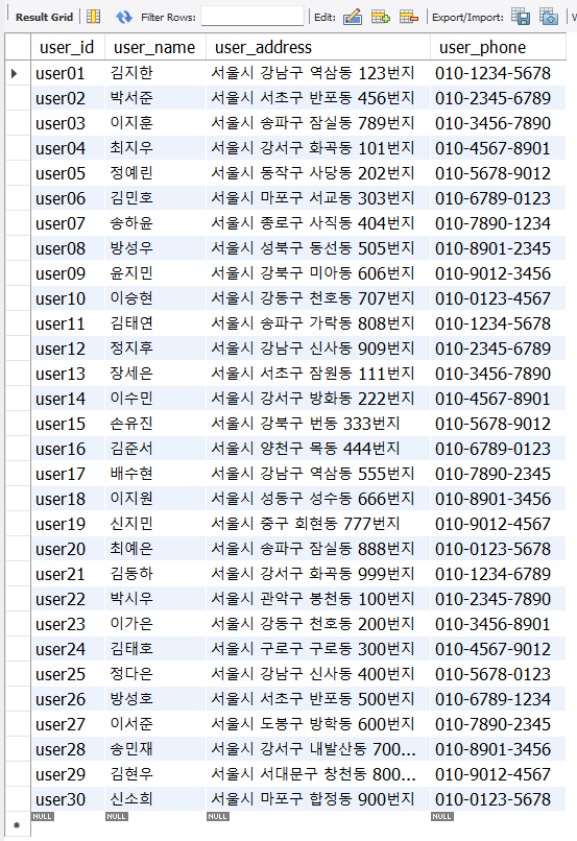 Result Grid Filter Rows: Edit: Export/Import:
user_id user_name user_address user_phone
user01 김지한 서울시 강남구 역삼동 123번지 010-1234-5678
user02 박서준 서울시 서초구 반포동 456번지 010-2345-6789
user03 이지훈 서울시 송파구 잠실동 789번지 010-3456-7890
user04 최지우 서울시 강서구 화곡동 101번지 010-4567-8901
user05 정예린 서울시 동작구 사당동 202번지 010-5678-9012
user06 김민호 서울시 마포구 서교동 303번지 010-6789-0123
user07 송하윤 서울시 종로구 사직동 404번지 010-7890-1234
user08 방성우 서울시 성북구 동선동 505번지 010-8901-2345
user09 윤지민 서울시 강북구 미아동 606번지 010-9012-3456
user10 이승현 서울시 강동구 천호동 707번지 010-0123-4567
user11 김태연 서울시 송파구 가락동 808번지 010-1234-5678
user12 정지후 서울시 강남구 신사동 909번지 010-2345-6789
user13 장세은 서울시 서초구 잠원동 111번지 010-3456-7890
user14 이수민 서울시 강서구 방화동 222번지 010-4567-8901
user15 손유진 서울시 강북구 번동 333번지 010-5678-9012
user16 김준서 서울시 양천구 목동 444번지 010-6789-0123
user17 배수현 서울시 강남구 역삼동 555번지 010-7890-2345
user18 이지원 서울시 성동구 성수동 666번지 010-8901-3456
user19 신지민 서울시 중구 회현동 777번지 010-9012-4567
user20 최예은 서울시 송파구 잠실동 888번지 010-0123-5678
user21 김동하 서울시 강서구 화곡동 999번지 010-1234-6789
user22 박시우 서울시 관악구 봉천동 100번지 010-2345-7890
user23 이가은 서울시 강동구 천호동 200번지 010-3456-8901
user24 김태호 서울시 구로구 구로동 300번지 010-4567-9012
user25 정다은 서울시 강남구 신사동 400번지 010-5678-0123
user26 방성호 서울시 서초구 반포동 500번지 010-6789-1234
user27 이서준 서울시 도봉구 방학동 600번지 010-7890-2345
user28 송민재 서울시 강서구 내발산동 700... 010-8901-3456
user29 김현우 서울시 서대문구 창천동 800... 010-9012-4567
user30 신소희 서울시 마포구 합정동 900번지 010-0123-5678
NULL NULL NULL NULL